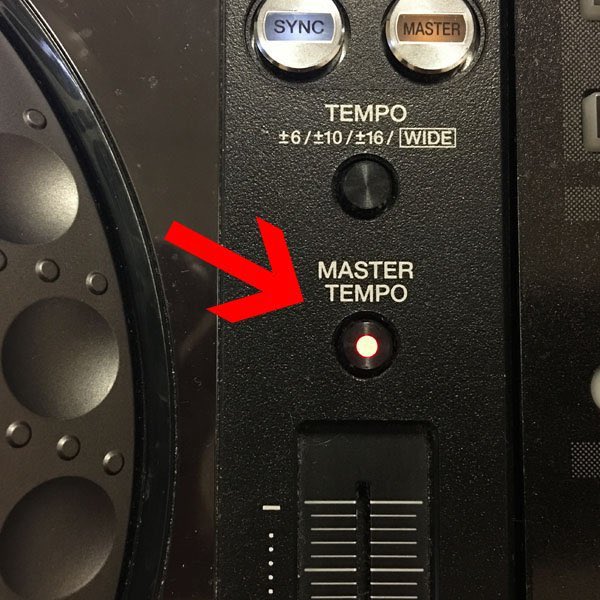 SYNC MASTER
TEMPO
±6/±10/±16/ WIDE
MASTER
TEMPO